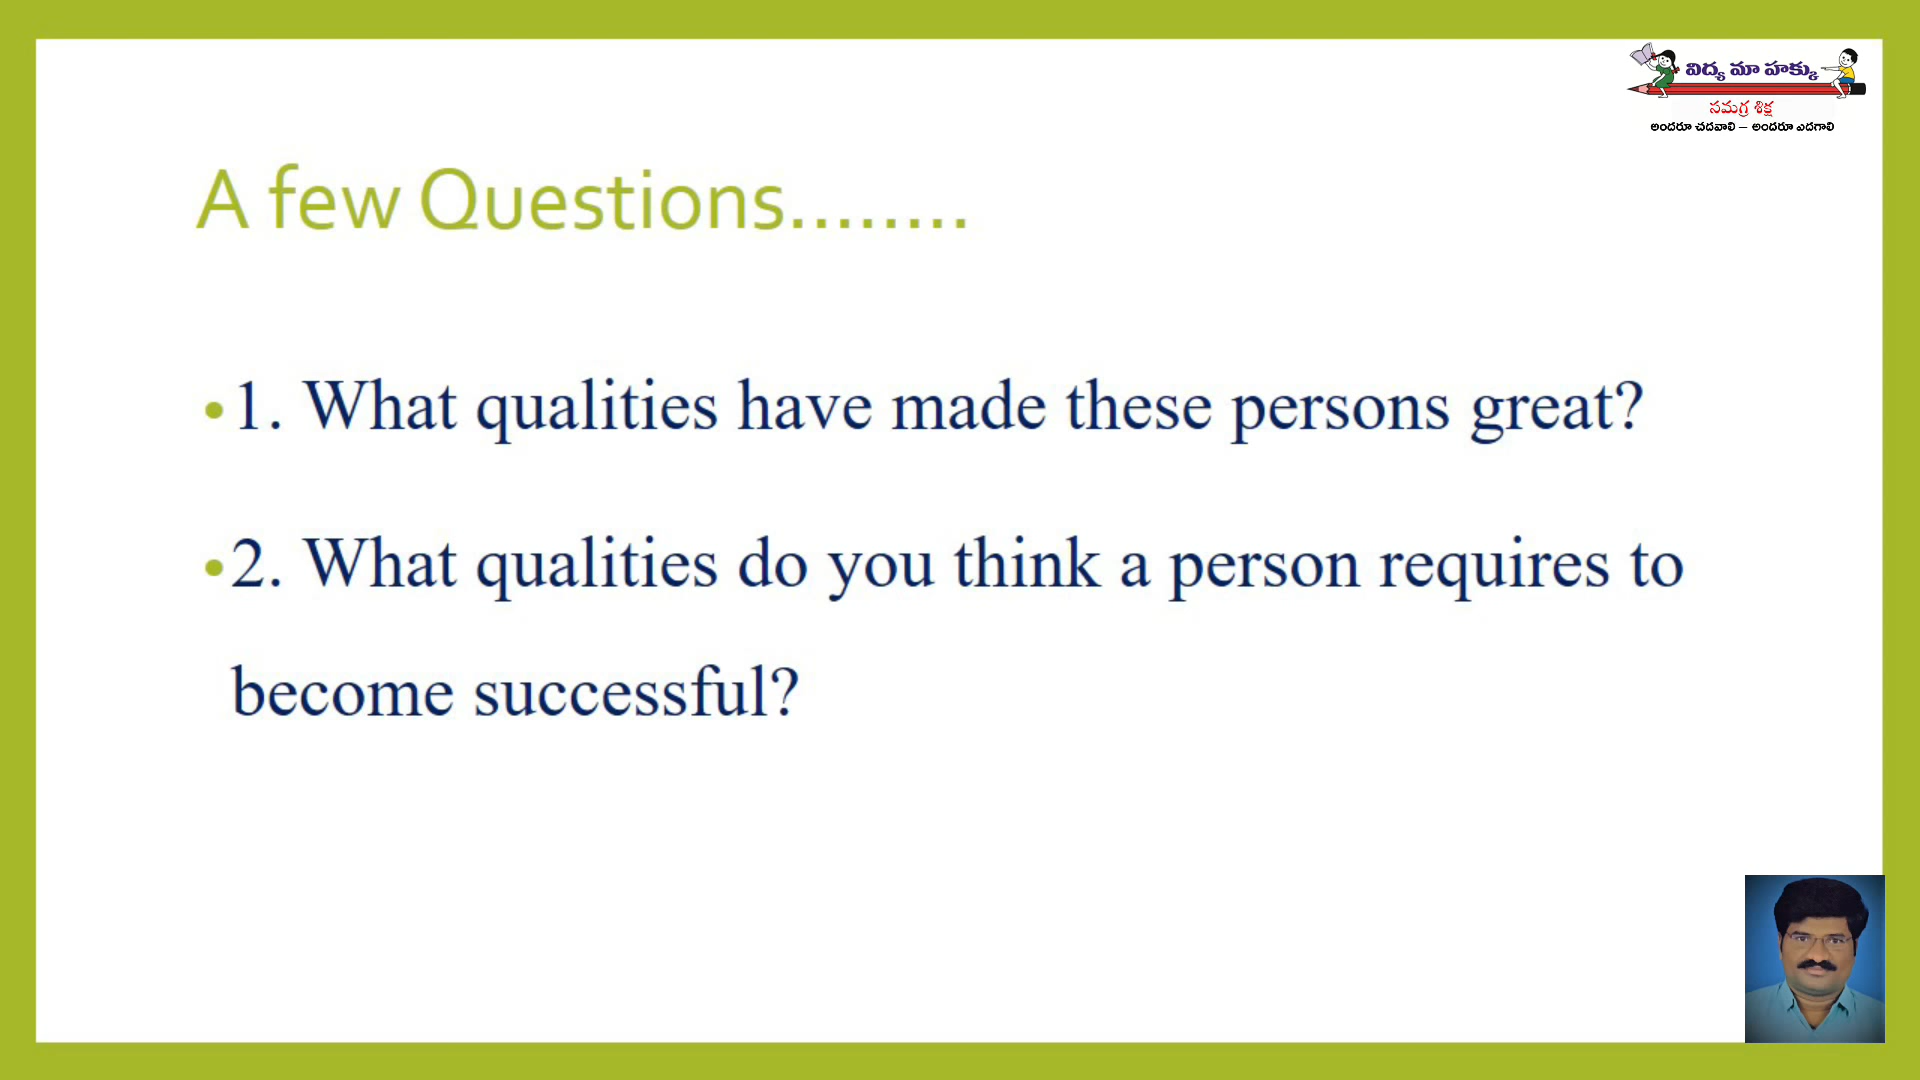 విద్య మా హక్కు
సమగ్ర శిక్ష
అందరూ చదవాలి – అందరూ ఎదగాలి
A few Questions........
• 1. What qualities have made these persons great?
• 2. What qualities do you think a person requires to
become successful?